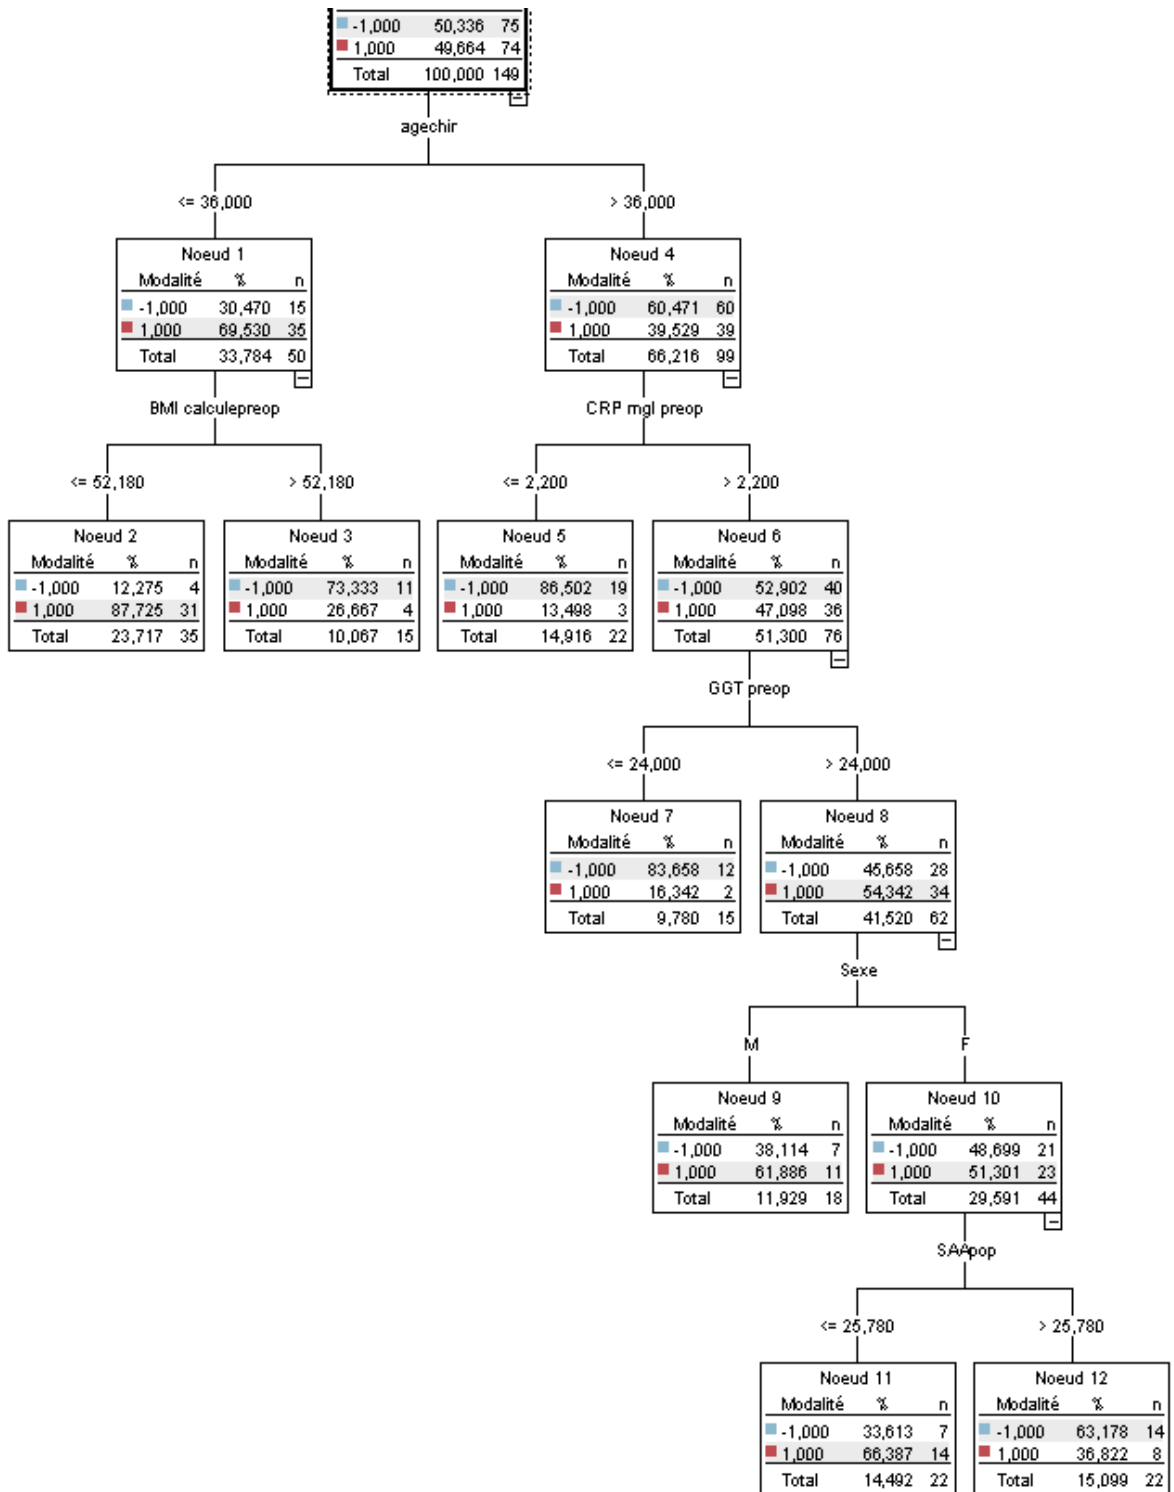 -1,000 50,336 75
1,000 49,664 74
Total 100,000 149
agechir
<= 36,000 > 36,000
Noeud 1
Modalité % n
-1,000 30,470 15
1,000 69,530 35
Total 33,784 50
Noeud 4
Modalité % n
-1,000 60,471 60
1,000 39,529 39
Total 66,216 99
BMI calculepreop
CRP mgl preop
<= 52,180 > 52,180
<= 2,200 > 2,200
Noeud 2
Modalité % n
-1,000 12,275 4
1,000 87,725 31
Total 23,717 35
Noeud 3
Modalité % n
-1,000 73,333 11
1,000 26,667 4
Total 10,067 15
Noeud 5
Modalité % n
-1,000 86,502 19
1,000 13,498 3
Total 14,916 22
Noeud 6
Modalité % n
-1,000 52,902 40
1,000 47,098 36
Total 51,300 76
GGT preop
<= 24,000 > 24,000
Noeud 7
Modalité % n
-1,000 83,658 12
1,000 16,342 2
Total 9,780 15
Noeud 8
Modalité % n
-1,000 45,658 28
1,000 54,342 34
Total 41,520 62
Sexe
M F
Noeud 9
Modalité % n
-1,000 38,114 7
1,000 61,886 11
Total 11,929 18
Noeud 10
Modalité % n
-1,000 48,699 21
1,000 51,301 23
Total 29,591 44
SAApop
<= 25,780 > 25,780
Noeud 11
Modalité % n
-1,000 33,613 7
1,000 66,387 14
Total 14,492 22
Noeud 12
Modalité % n
-1,000 63,178 14
1,000 36,822 8
Total 15,099 22